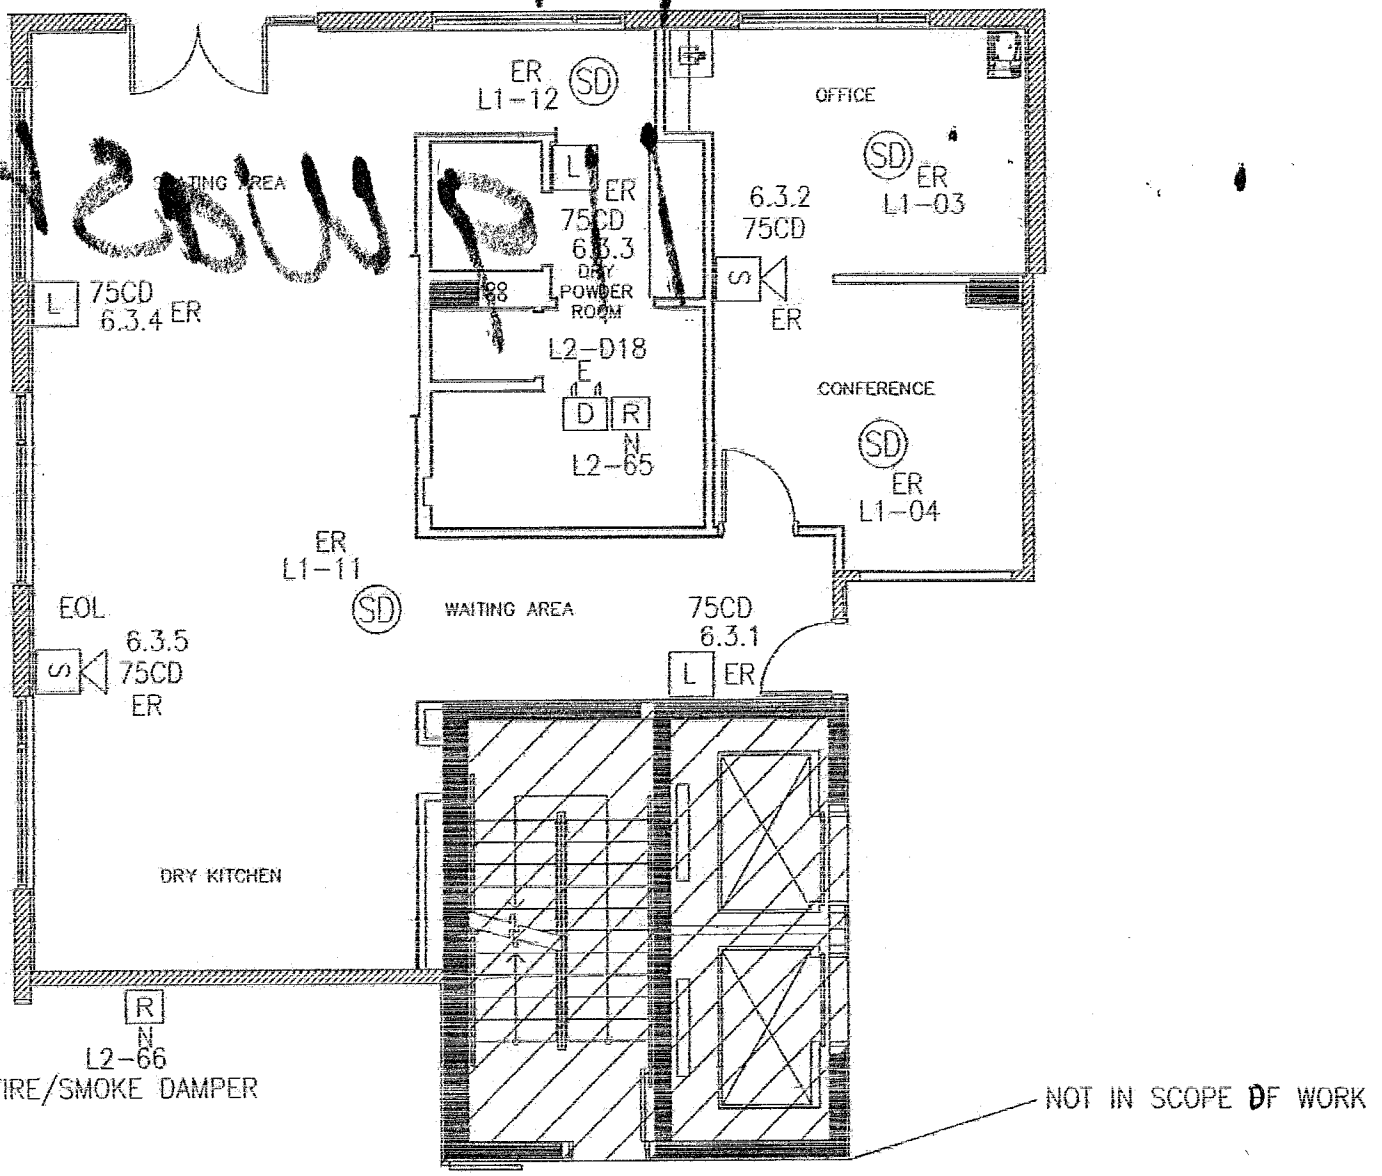 ER
L1-12
SD
OFFICE
SD
ER
L1-03
L
ER
75CD
6.3.3
DRY
POWDER
ROOM
6.3.2
75CD
S
ER
L
75CD
6.3.4
ER
L2-D18
E
D
R
N
L2-65
CONFERENCE
SD
ER
L1-04
ER
L1-11
SD
WAITING AREA
75CD
6.3.1
L
ER
EOL
6.3.5
S
75CD
ER
DRY KITCHEN
R
N
L2-66
FIRE/SMOKE DAMPER
NOT IN SCOPE OF WORK